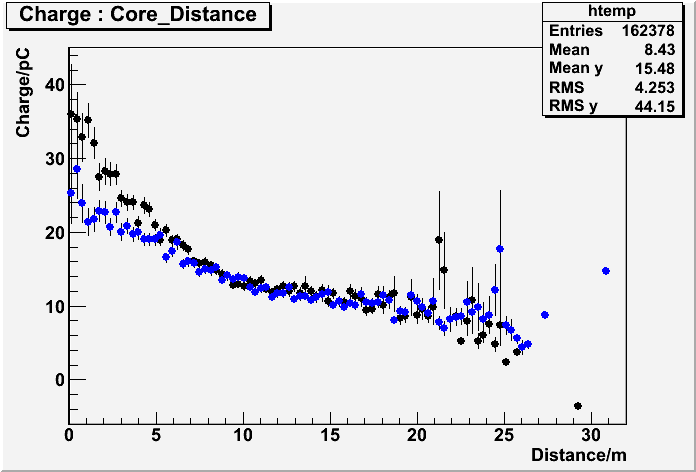 Charge : Core_Distance
htemp
Entries 162378
Mean 8.43
Mean y 15.48
RMS 4.253
RMS y 44.15
Charge/pC
40
30
20
10
0
0 5 10 15 20 25 30
Distance/m